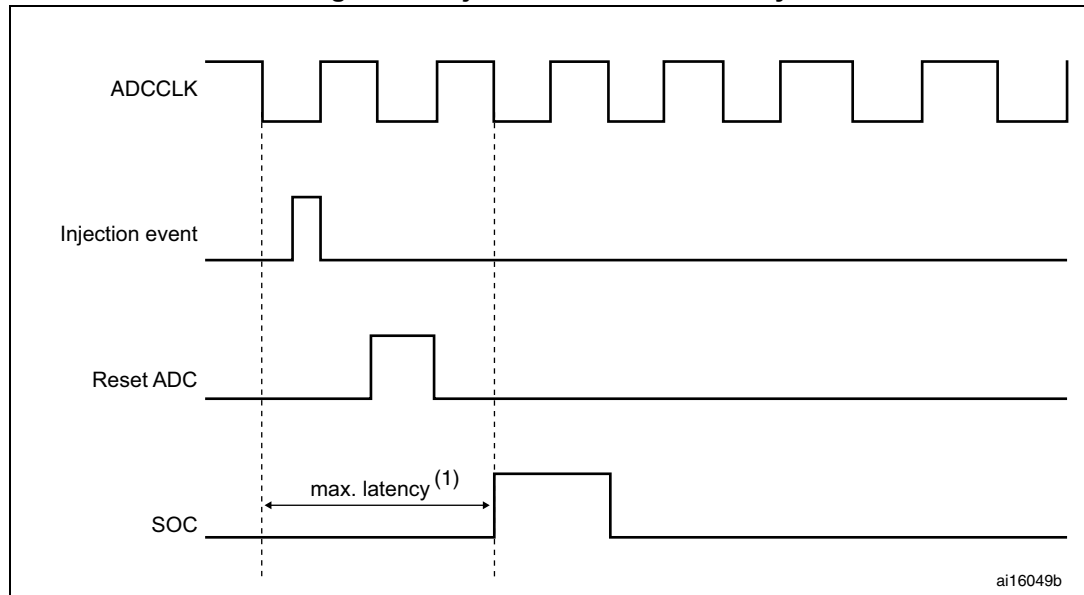 ADCCLK
Injection event
Reset ADC
max. latency (1)
SOC
ai16049b